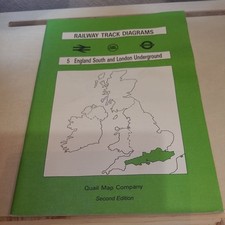 RAILWAY TRACK DIAGRAMS
5 England South and London Underground
Quail Map Company
Second Edition